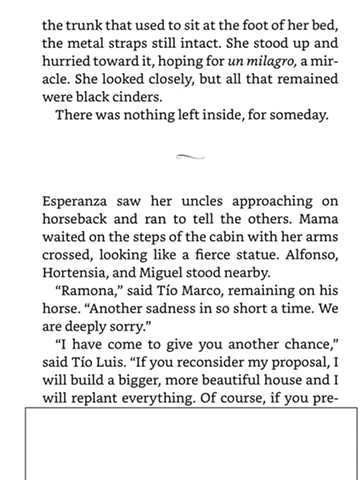 the trunk that used to sit at the foot of her bed,
the metal straps still intact. She stood up and
hurried toward it, hoping for un milagro, a mir-
acle. She looked closely, but all that remained
were black cinders.
There was nothing left inside, for someday.
Esperanza saw her uncles approaching on
horseback and ran to tell the others. Mama
waited on the steps of the cabin with her arms
crossed, looking like a fierce statue. Alfonso,
Hortensia, and Miguel stood nearby.
“Ramona,” said Tío Marco, remaining on his
horse. “Another sadness in so short a time. We
are deeply sorry.”
“I have come to give you another chance,”
said Tío Luis. “If you reconsider my proposal, I
will build a bigger, more beautiful house and I
will replant everything. Of course, if you pre-